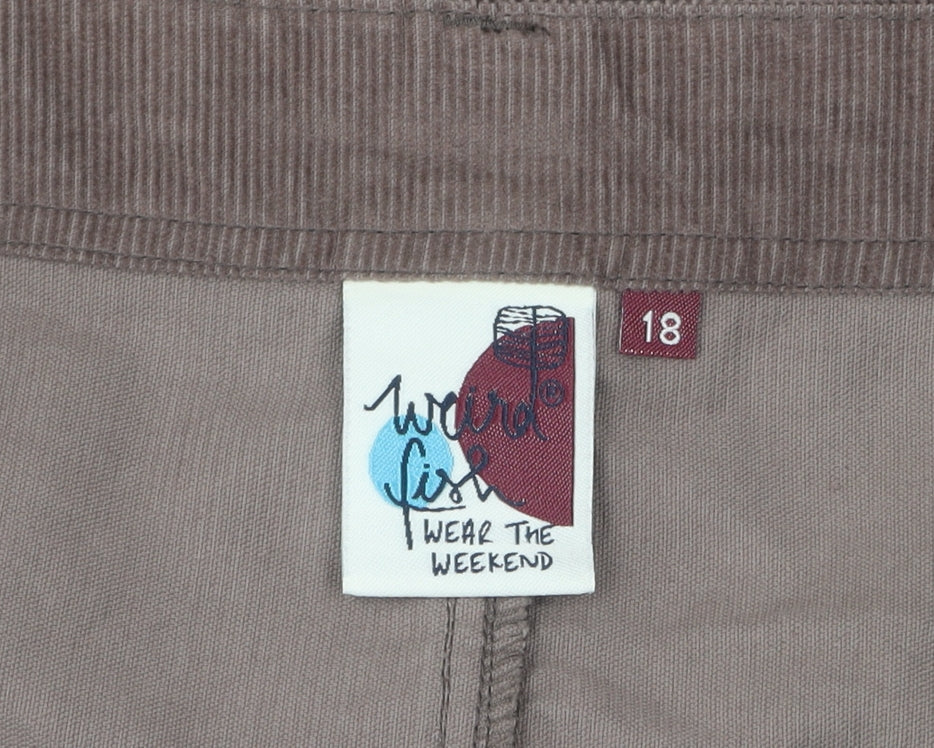 weird®
fish
WEAR THE
WEEKEND
18